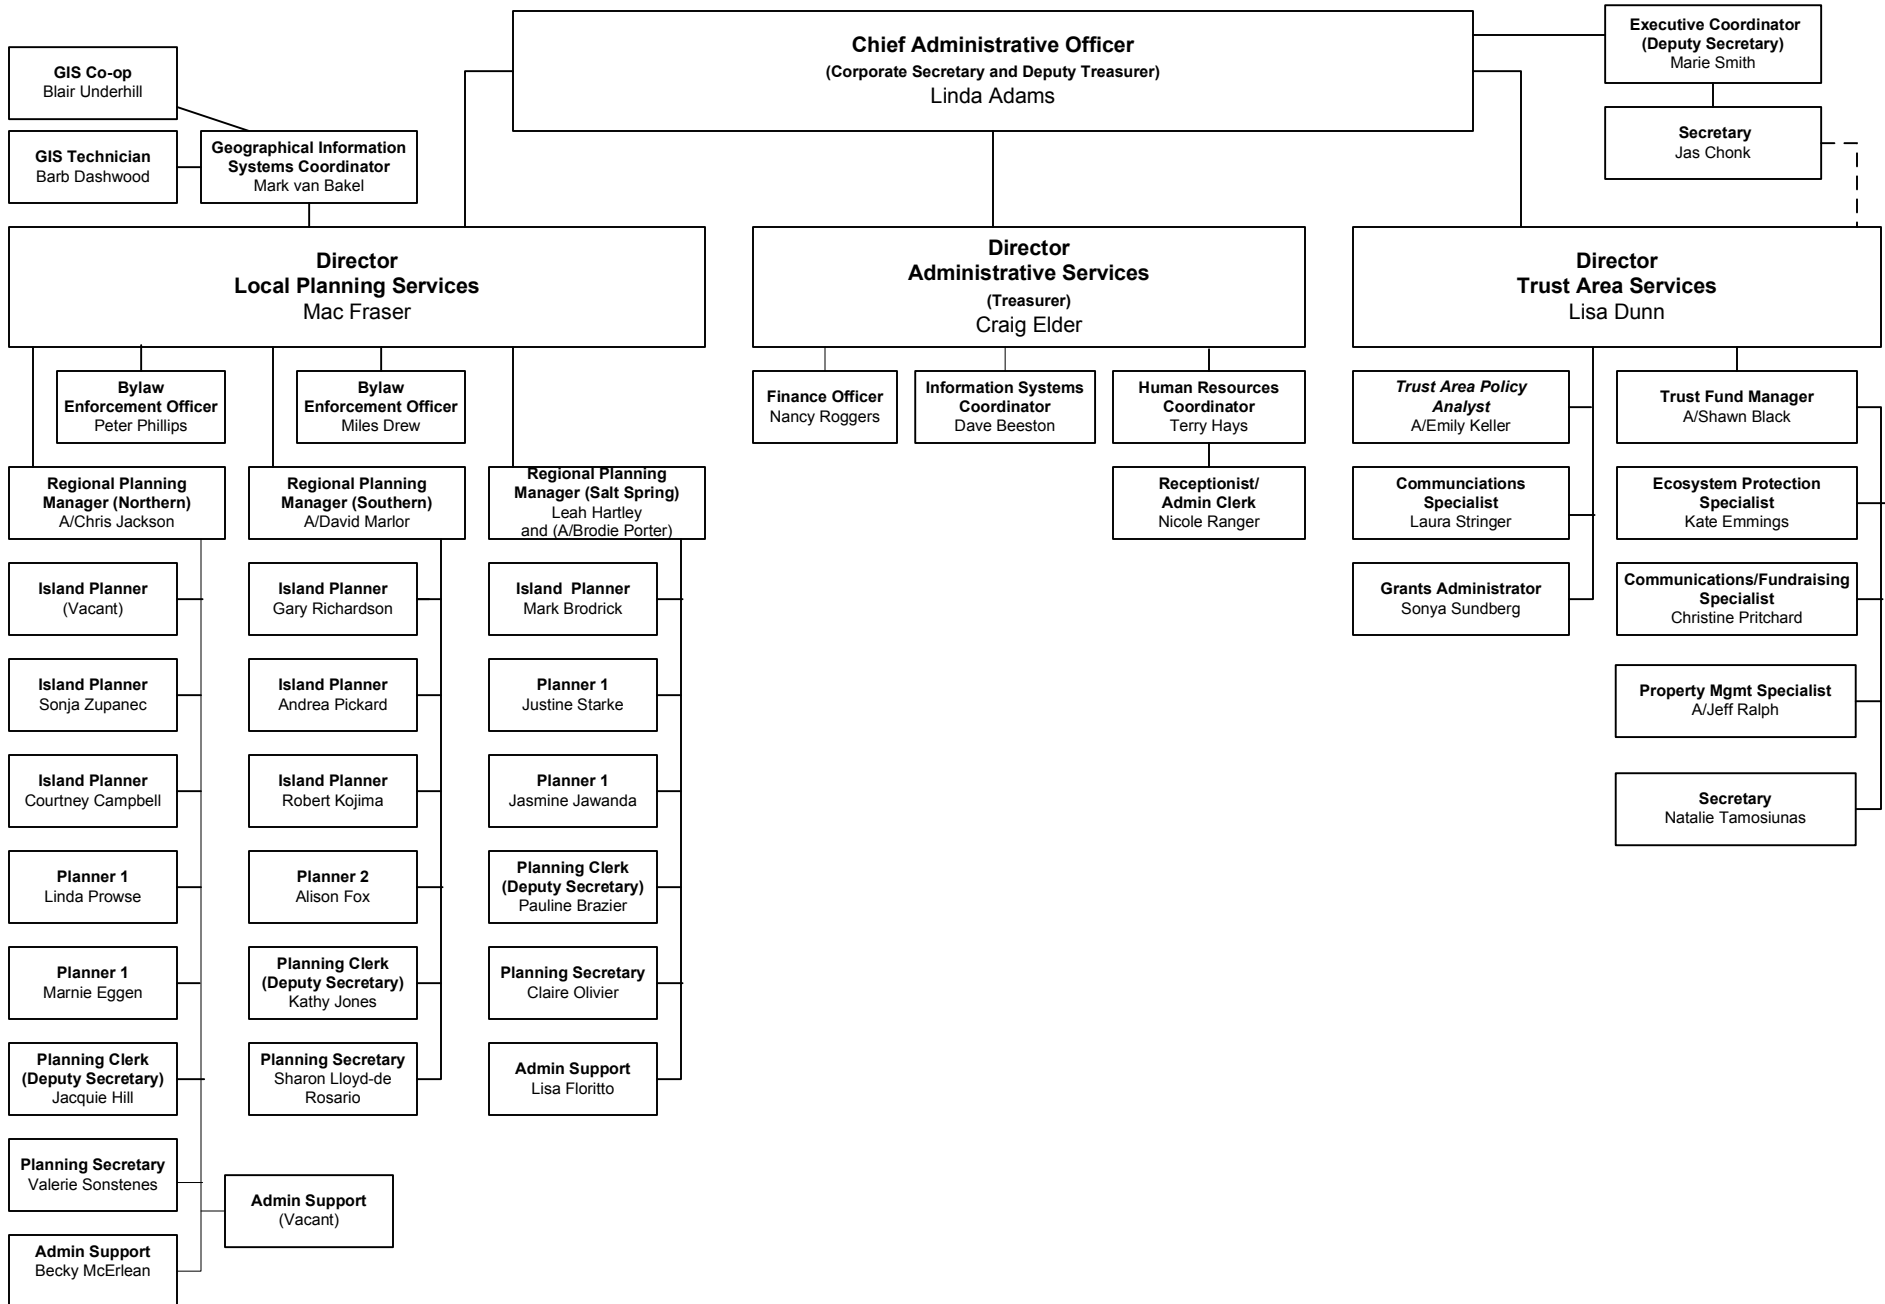 Chief Administrative Officer
(Corporate Secretary and Deputy Treasurer)
Linda Adams
Executive Coordinator
(Deputy Secretary)
Marie Smith
Secretary
Jas Chonk
GIS Co-op
Blair Underhill
GIS Technician
Barb Dashwood
Geographical Information
Systems Coordinator
Mark van Bakel
Director
Local Planning Services
Mac Fraser
Director
Administrative Services
(Treasurer)
Craig Elder
Director
Trust Area Services
Lisa Dunn
Bylaw
Enforcement Officer
Peter Phillips
Bylaw
Enforcement Officer
Miles Drew
Finance Officer
Nancy Roggers
Information Systems
Coordinator
Dave Beeston
Human Resources
Coordinator
Terry Hays
Trust Area Policy
Analyst
A/Emily Keller
Trust Fund Manager
A/Shawn Black
Regional Planning
Manager (Northern)
A/Chris Jackson
Regional Planning
Manager (Southern)
A/David Marlor
Regional Planning
Manager (Salt Spring)
Leah Hartley
and (A/Brodie Porter)
Receptionist/
Admin Clerk
Nicole Ranger
Communciations
Specialist
Laura Stringer
Ecosystem Protection
Specialist
Kate Emmings
Island Planner
(Vacant)
Island Planner
Gary Richardson
Island Planner
Mark Brodrick
Grants Administrator
Sonya Sundberg
Communications/Fundraising
Specialist
Christine Pritchard
Island Planner
Sonja Zupanec
Island Planner
Andrea Pickard
Planner 1
Justine Starke
Property Mgmt Specialist
A/Jeff Ralph
Island Planner
Courtney Campbell
Island Planner
Robert Kojima
Planner 1
Jasmine Jawanda
Secretary
Natalie Tamosiunas
Planner 1
Linda Prowse
Planner 2
Alison Fox
Planning Clerk
(Deputy Secretary)
Pauline Brazier
Planner 1
Marnie Eggen
Planning Clerk
(Deputy Secretary)
Kathy Jones
Planning Secretary
Claire Olivier
Planning Clerk
(Deputy Secretary)
Jacquie Hill
Planning Secretary
Sharon Lloyd-de
Rosario
Admin Support
Lisa Floritto
Planning Secretary
Valerie Sonstenes
Admin Support
(Vacant)
Admin Support
Becky McErlean